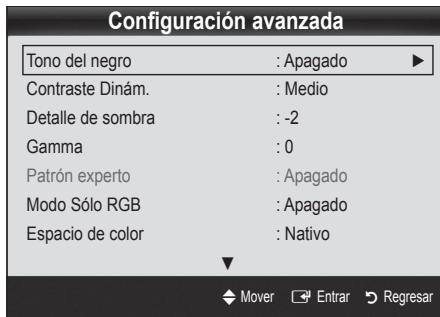 Configuración avanzada
Tono del negro : Apagado ►
Contraste Dinám. : Medio
Detalle de sombra : -2
Gamma : 0
Patrón experto : Apagado
Modo Sólo RGB : Apagado
Espacio de color : Nativo
▼
Mover Entrar Regresar